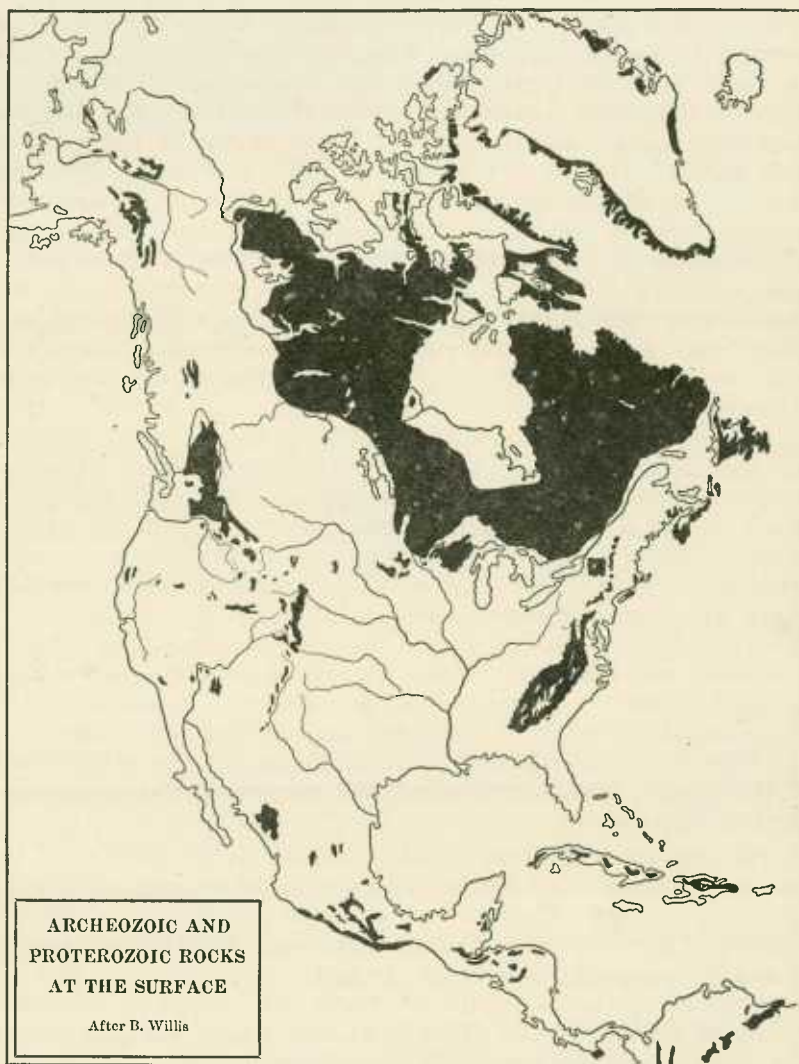 ARCHEOZOIC AND
PROTEROZOIC ROCKS
AT THE SURFACE
After B. Willis